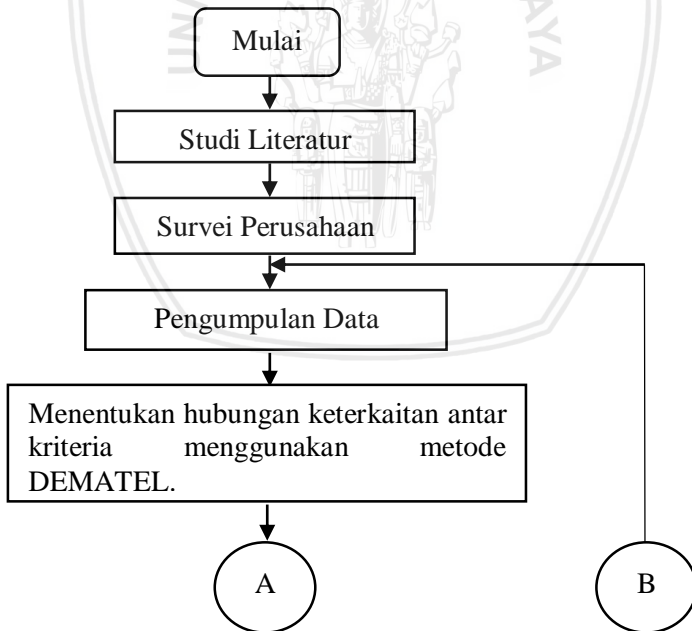 Mulai
Studi Literatur
Survei Perusahaan
Pengumpulan Data
Menentukan hubungan keterkaitan antar
kriteria menggunakan metode
DEMATEL.
A
B